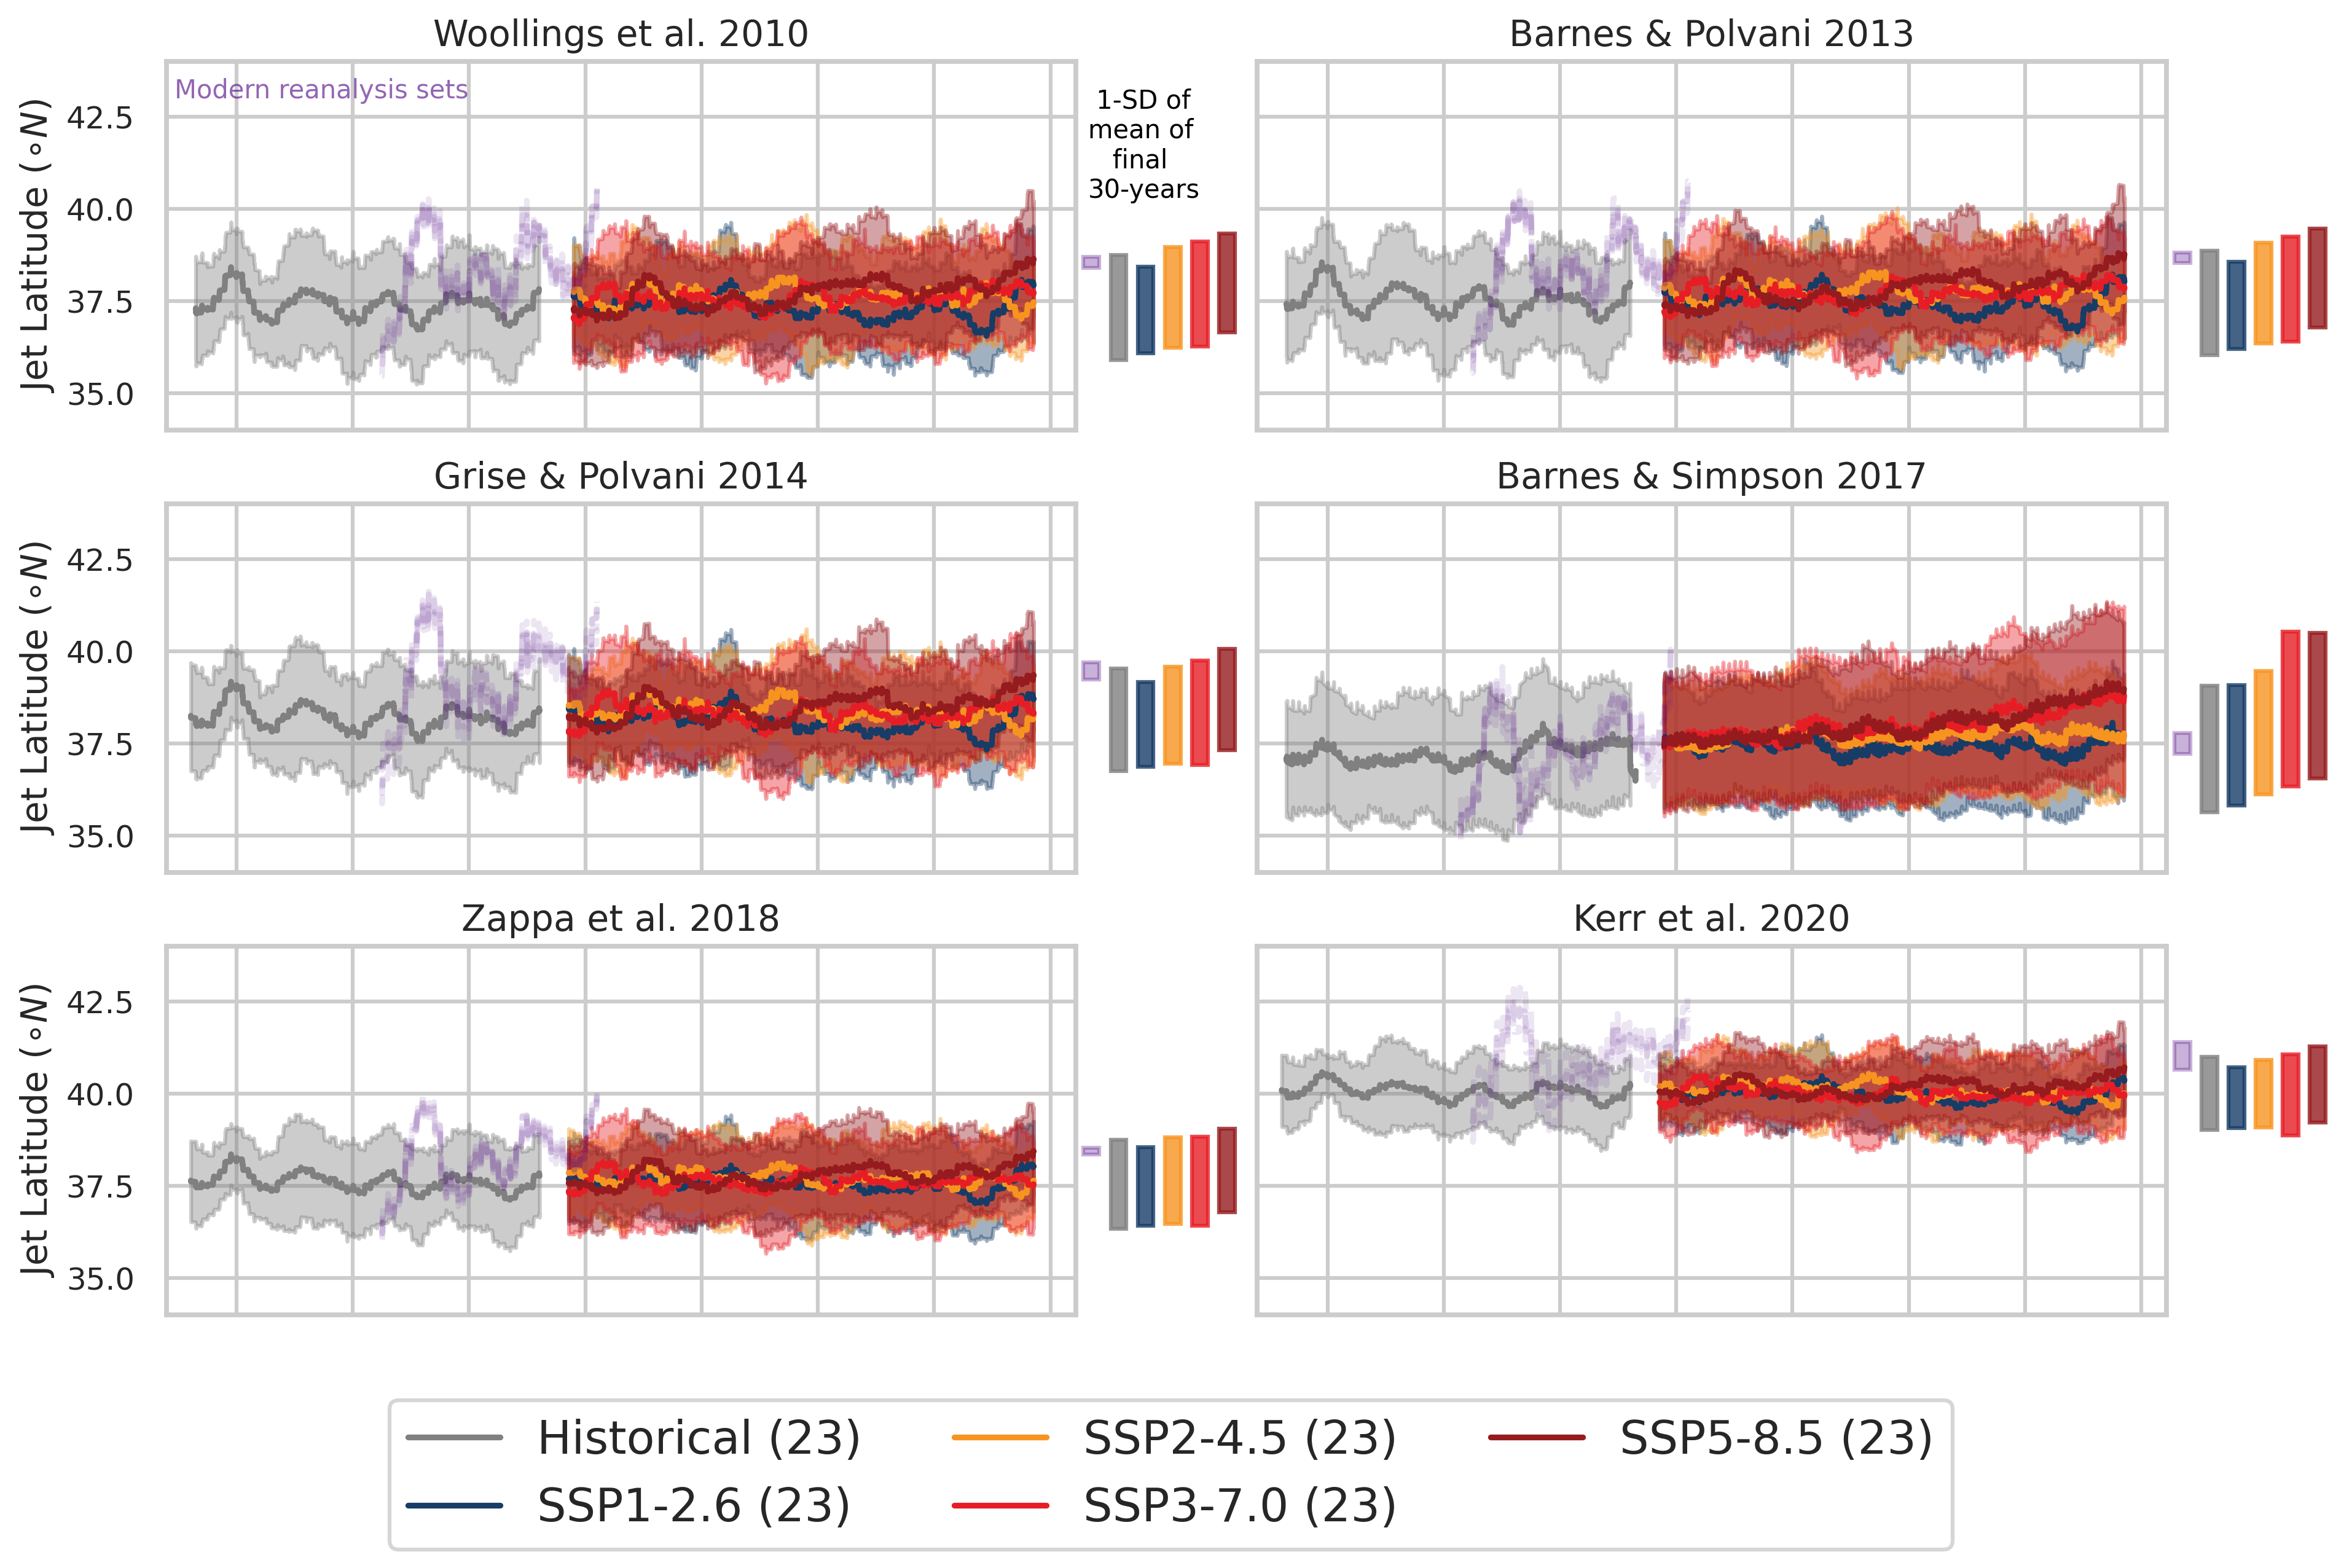 Woollings et al. 2010
Barnes & Polvani 2013
Modern reanalysis sets
1-SD of
mean of
final
30-years
Jet Latitude (∘N)
42.5
40.0
37.5
35.0
Grise & Polvani 2014
Barnes & Simpson 2017
Jet Latitude (∘N)
42.5
40.0
37.5
35.0
Zappa et al. 2018
Kerr et al. 2020
Jet Latitude (∘N)
42.5
40.0
37.5
35.0
Historical (23)
SSP2-4.5 (23)
SSP5-8.5 (23)
SSP1-2.6 (23)
SSP3-7.0 (23)